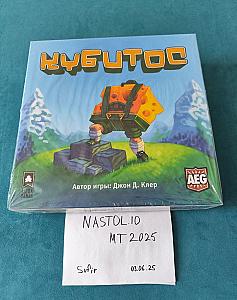 КУБИТОС
Автор игры: Джон Д. Клер
AEG
NASTOL.IO
MT 2025
03.06.25